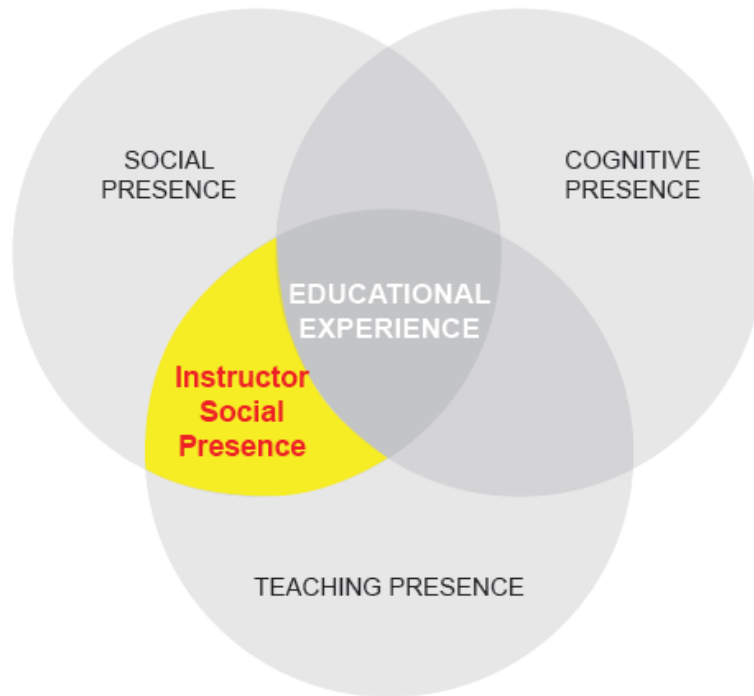 SOCIAL
PRESENCE
COGNITIVE
PRESENCE
EDUCATIONAL
EXPERIENCE
Instructor
Social
Presence
TEACHING PRESENCE